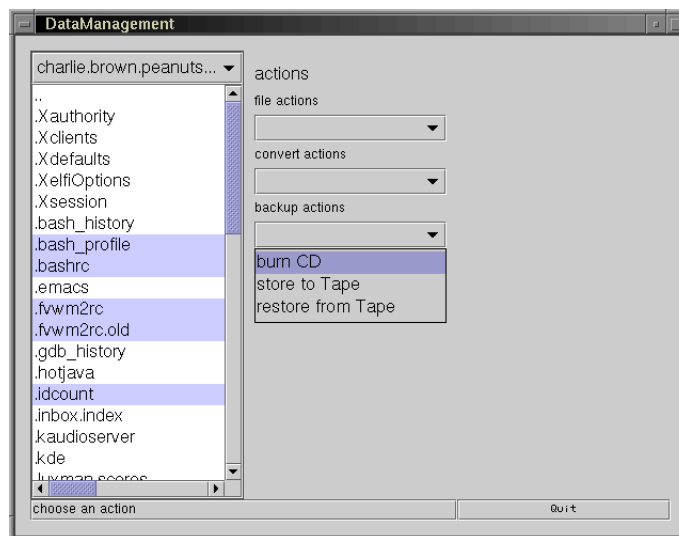 DataManagement
charlie.brown.peanuts...
..
.Xauthority
.Xclients
.Xdefaults
.XelfiOptions
.Xsession
.bash_history
.bash_profile
.bashrc
.emacs
.fvwm2rc
.fvwm2rc.old
.gdb_history
.hotjava
.idcount
.inbox.index
.kaudioserver
.kde
.luxman.scores
actions
file actions
convert actions
backup actions
burn CD
store to Tape
restore from Tape
choose an action
Quit